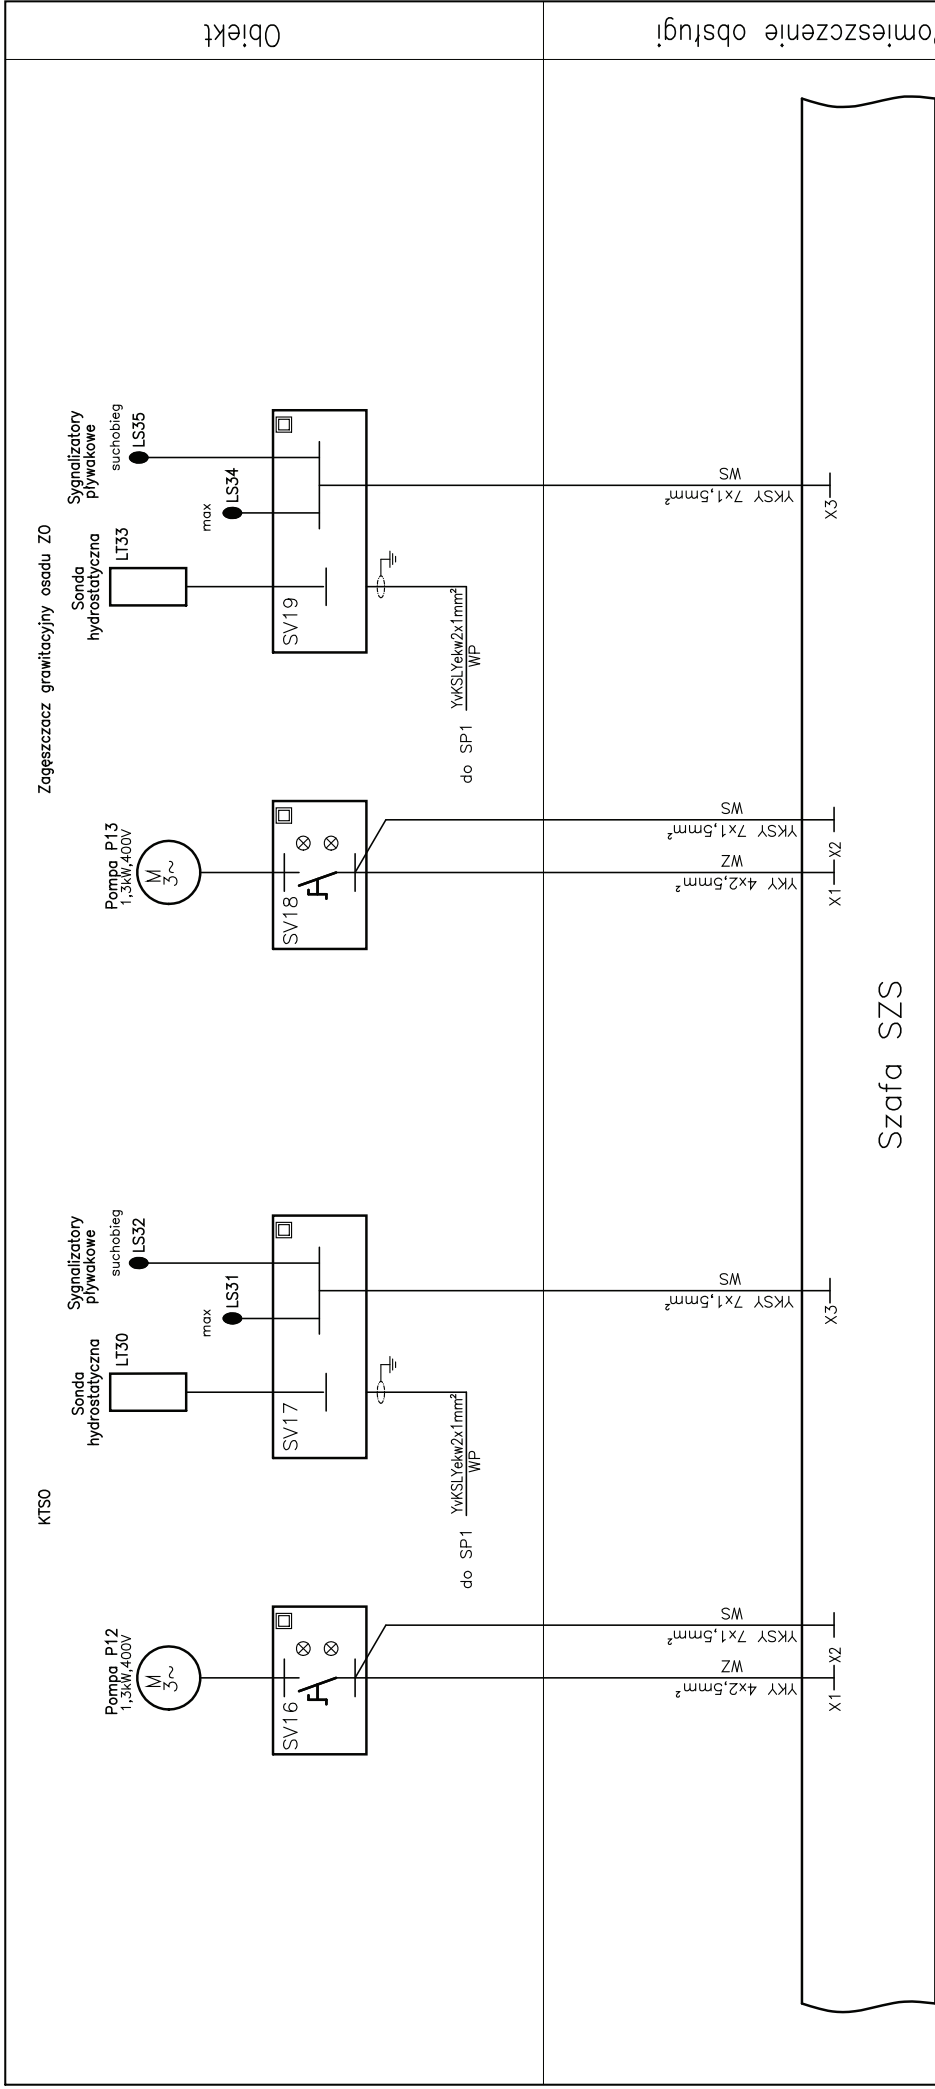 Obiekt
Pomieszczenie obsługi
KTSO
Pompa P12
1,3kW,400V
M
3~
SV16
YKY 4x2,5mm²
WZ
YKSY 7x1,5mm²
WS
X1
X2
Sonda
hydrostatyczna
LT30
Sygnalizatory
pływakowe
suchobieg
LS32
max
LS31
SV17
do SP1
YvKSLYekw2x1mm²
WP
YKSY 7x1,5mm²
WS
X3
Zagęszczacz grawitacyjny osadu ZO
Pompa P13
1,3kW,400V
M
3~
SV18
YKY 4x2,5mm²
WZ
YKSY 7x1,5mm²
WS
X1
X2
Sonda
hydrostatyczna
LT33
Sygnalizatory
pływakowe
suchobieg
LS35
max
LS34
SV19
do SP1
YvKSLYekw2x1mm²
WP
YKSY 7x1,5mm²
WS
X3
Szafa SZS